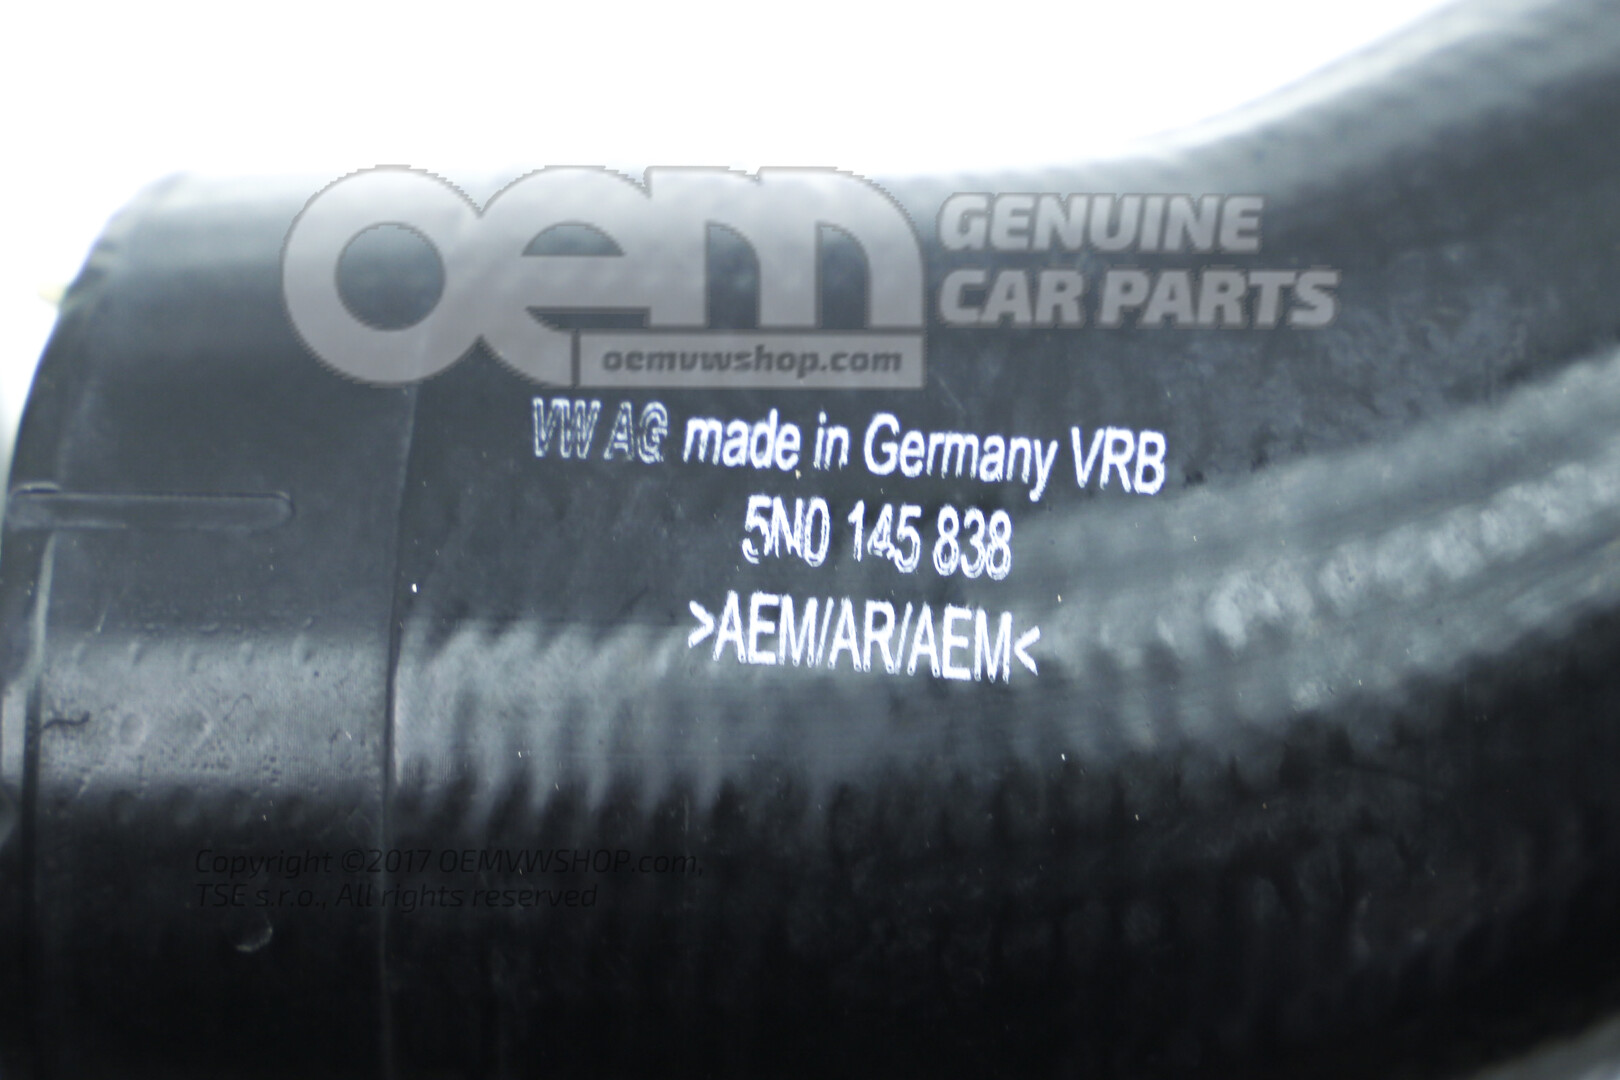 oem GENUINE
CAR PARTS
oemvwshop.com
VW AG made in Germany VRB
5N0 145 838
>AEM/AR/AEM<
Copyright ©2017 OEMVWSHOP.com,
TSE s.r.o., All rights reserved